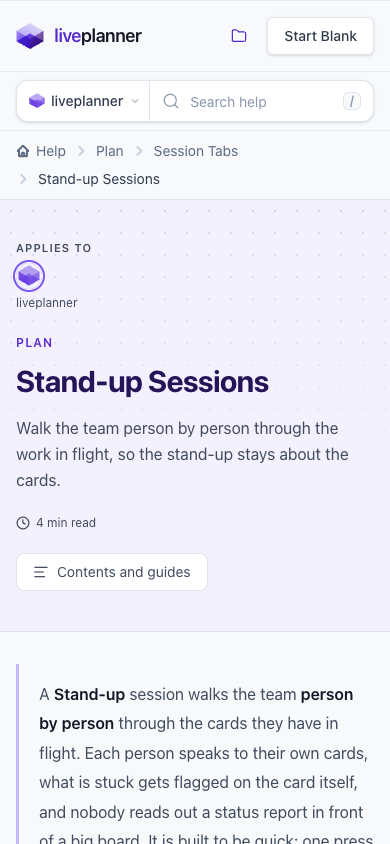 liveplanner
Start Blank
liveplanner
Search help
/
Help
Plan
Session Tabs
Stand-up Sessions
APPLIES TO
liveplanner
PLAN
Stand-up Sessions
Walk the team person by person through the
work in flight, so the stand-up stays about the
cards.
4 min read
Contents and guides
A Stand-up session walks the team person
by person through the cards they have in
flight. Each person speaks to their own cards,
what is stuck gets flagged on the card itself,
and nobody reads out a status report in front
of a big board. It is built to be quick: one press